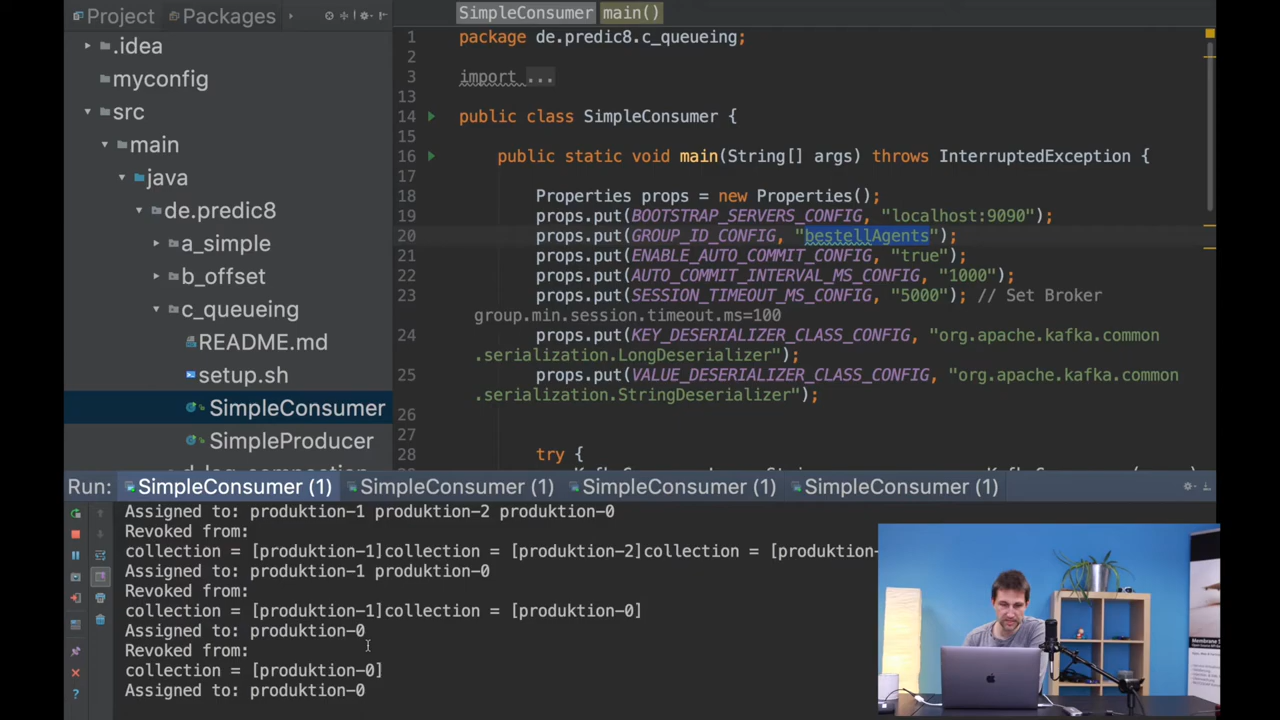 Project Packages
.idea
myconfig
src
main
java
de.predic8
a_simple
b_offset
c_queueing
README.md
setup.sh
SimpleConsumer
SimpleProducer
SimpleConsumer main()
1 package de.predic8.c_queueing;
2
3 import ...
13
14 public class SimpleConsumer {
15
16 public static void main(String[] args) throws InterruptedException {
17
18 Properties props = new Properties();
19 props.put(BOOTSTRAP_SERVERS_CONFIG, "localhost:9090");
20 props.put(GROUP_ID_CONFIG, "bestellAgents");
21 props.put(ENABLE_AUTO_COMMIT_CONFIG, "true");
22 props.put(AUTO_COMMIT_INTERVAL_MS_CONFIG, "1000");
23 props.put(SESSION_TIMEOUT_MS_CONFIG, "5000"); // Set Broker
group.min.session.timeout.ms=100
24 props.put(KEY_DESERIALIZER_CLASS_CONFIG, "org.apache.kafka.common
.serialization.LongDeserializer");
25 props.put(VALUE_DESERIALIZER_CLASS_CONFIG, "org.apache.kafka.common
.serialization.StringDeserializer");
26
27
28 try {
Run: SimpleConsumer (1) SimpleConsumer (1) SimpleConsumer (1) SimpleConsumer (1)
Assigned to: produktion-1 produktion-2 produktion-0
Revoked from:
collection = [produktion-1]collection = [produktion-2]collection = [produktion-
Assigned to: produktion-1 produktion-0
Revoked from:
collection = [produktion-1]collection = [produktion-0]
Assigned to: produktion-0
Revoked from:
collection = [produktion-0]
Assigned to: produktion-0